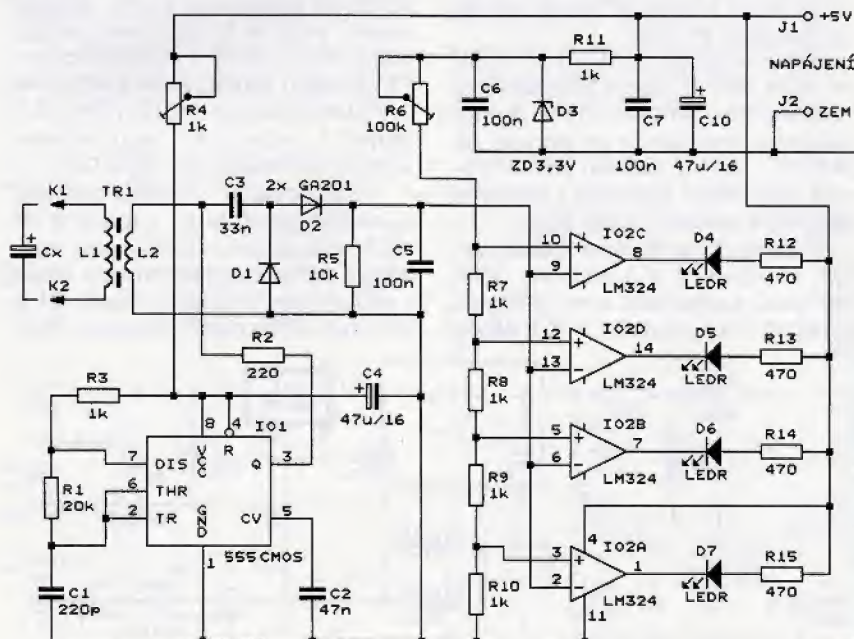 J1 +5V
R11
1k
NAPÁJENÍ
R4
1k
R6
100k
C6
100n
D3
ZD3,3V
C7
100n
C10
47u/16
J2
ZEM
K1
TR1
C3
33n
2x GA201
D2
Cx
L1
L2
K2
D1
R5
10k
C5
100n
R2
220
R3
1k
C4
47u/16
R1
20k
8 4
IO1
VCC
R
7 DIS
Q 3
6 THR
2 TR
GND
CV 5
1
555CMOS
C1
220p
C2
47n
R7
1k
R8
1k
R9
1k
R10
1k
IO2C
10
9
8
LM324
D4
LEDR
R12
470
IO2D
12
13
14
LM324
D5
LEDR
R13
470
IO2B
5
6
7
LM324
D6
LEDR
R14
470
IO2A
4
3
2
1
11
LM324
D7
LEDR
R15
470